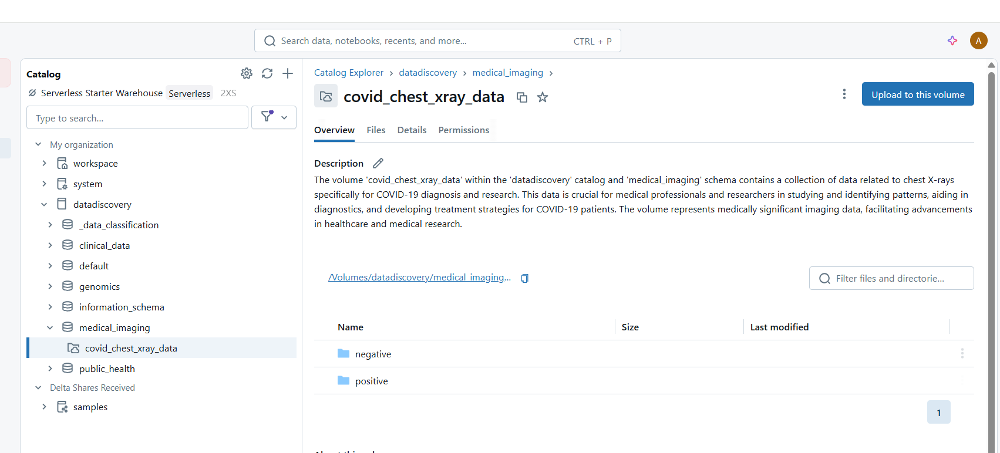 Search data, notebooks, recents, and more... CTRL + P
A
Catalog
Serverless Starter Warehouse Serverless 2XS
Type to search...
My organization
workspace
system
datadiscovery
_data_classification
clinical_data
default
genomics
information_schema
medical_imaging
covid_chest_xray_data
public_health
Delta Shares Received
samples
Catalog Explorer > datadiscovery > medical_imaging >
covid_chest_xray_data
Upload to this volume
Overview Files Details Permissions
Description
The volume 'covid_chest_xray_data' within the 'datadiscovery' catalog and 'medical_imaging' schema contains a collection of data related to chest X-rays
specifically for COVID-19 diagnosis and research. This data is crucial for medical professionals and researchers in studying and identifying patterns, aiding in
diagnostics, and developing treatment strategies for COVID-19 patients. The volume represents medically significant imaging data, facilitating advancements
in healthcare and medical research.
/Volumes/datadiscovery/medical_imaging...
Filter files and directorie...
Name Size Last modified
negative
positive
1